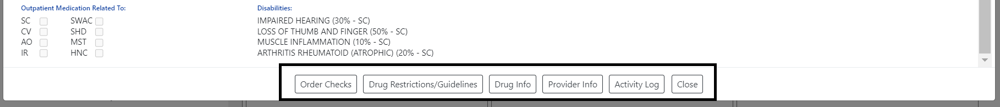 Outpatient Medication Related To:
SC SWAC
CV SHD
AO MST
IR HNC
Disabilities:
IMPAIRED HEARING (30% - SC)
LOSS OF THUMB AND FINGER (50% - SC)
MUSCLE INFLAMMATION (10% - SC)
ARTHRITIS RHEUMATOID (ATROPHIC) (20% - SC)
Order Checks Drug Restrictions/Guidelines Drug Info Provider Info Activity Log Close